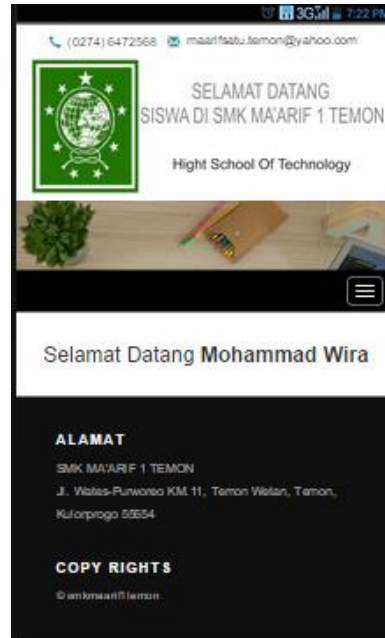 3G 7:22 PM
(0274) 6472568 maarifsatu.temon@yahoo.com
SELAMAT DATANG
SISWA DI SMK MA'ARIF 1 TEMON
Hight School Of Technology
Selamat Datang Mohammad Wira
ALAMAT
SMK MA'ARIF 1 TEMON
Jl. Wates-Purworeo KM. 11, Temon Wetan, Temon,
Kulonprogo 55654
COPY RIGHTS
© smkmaarif1temon